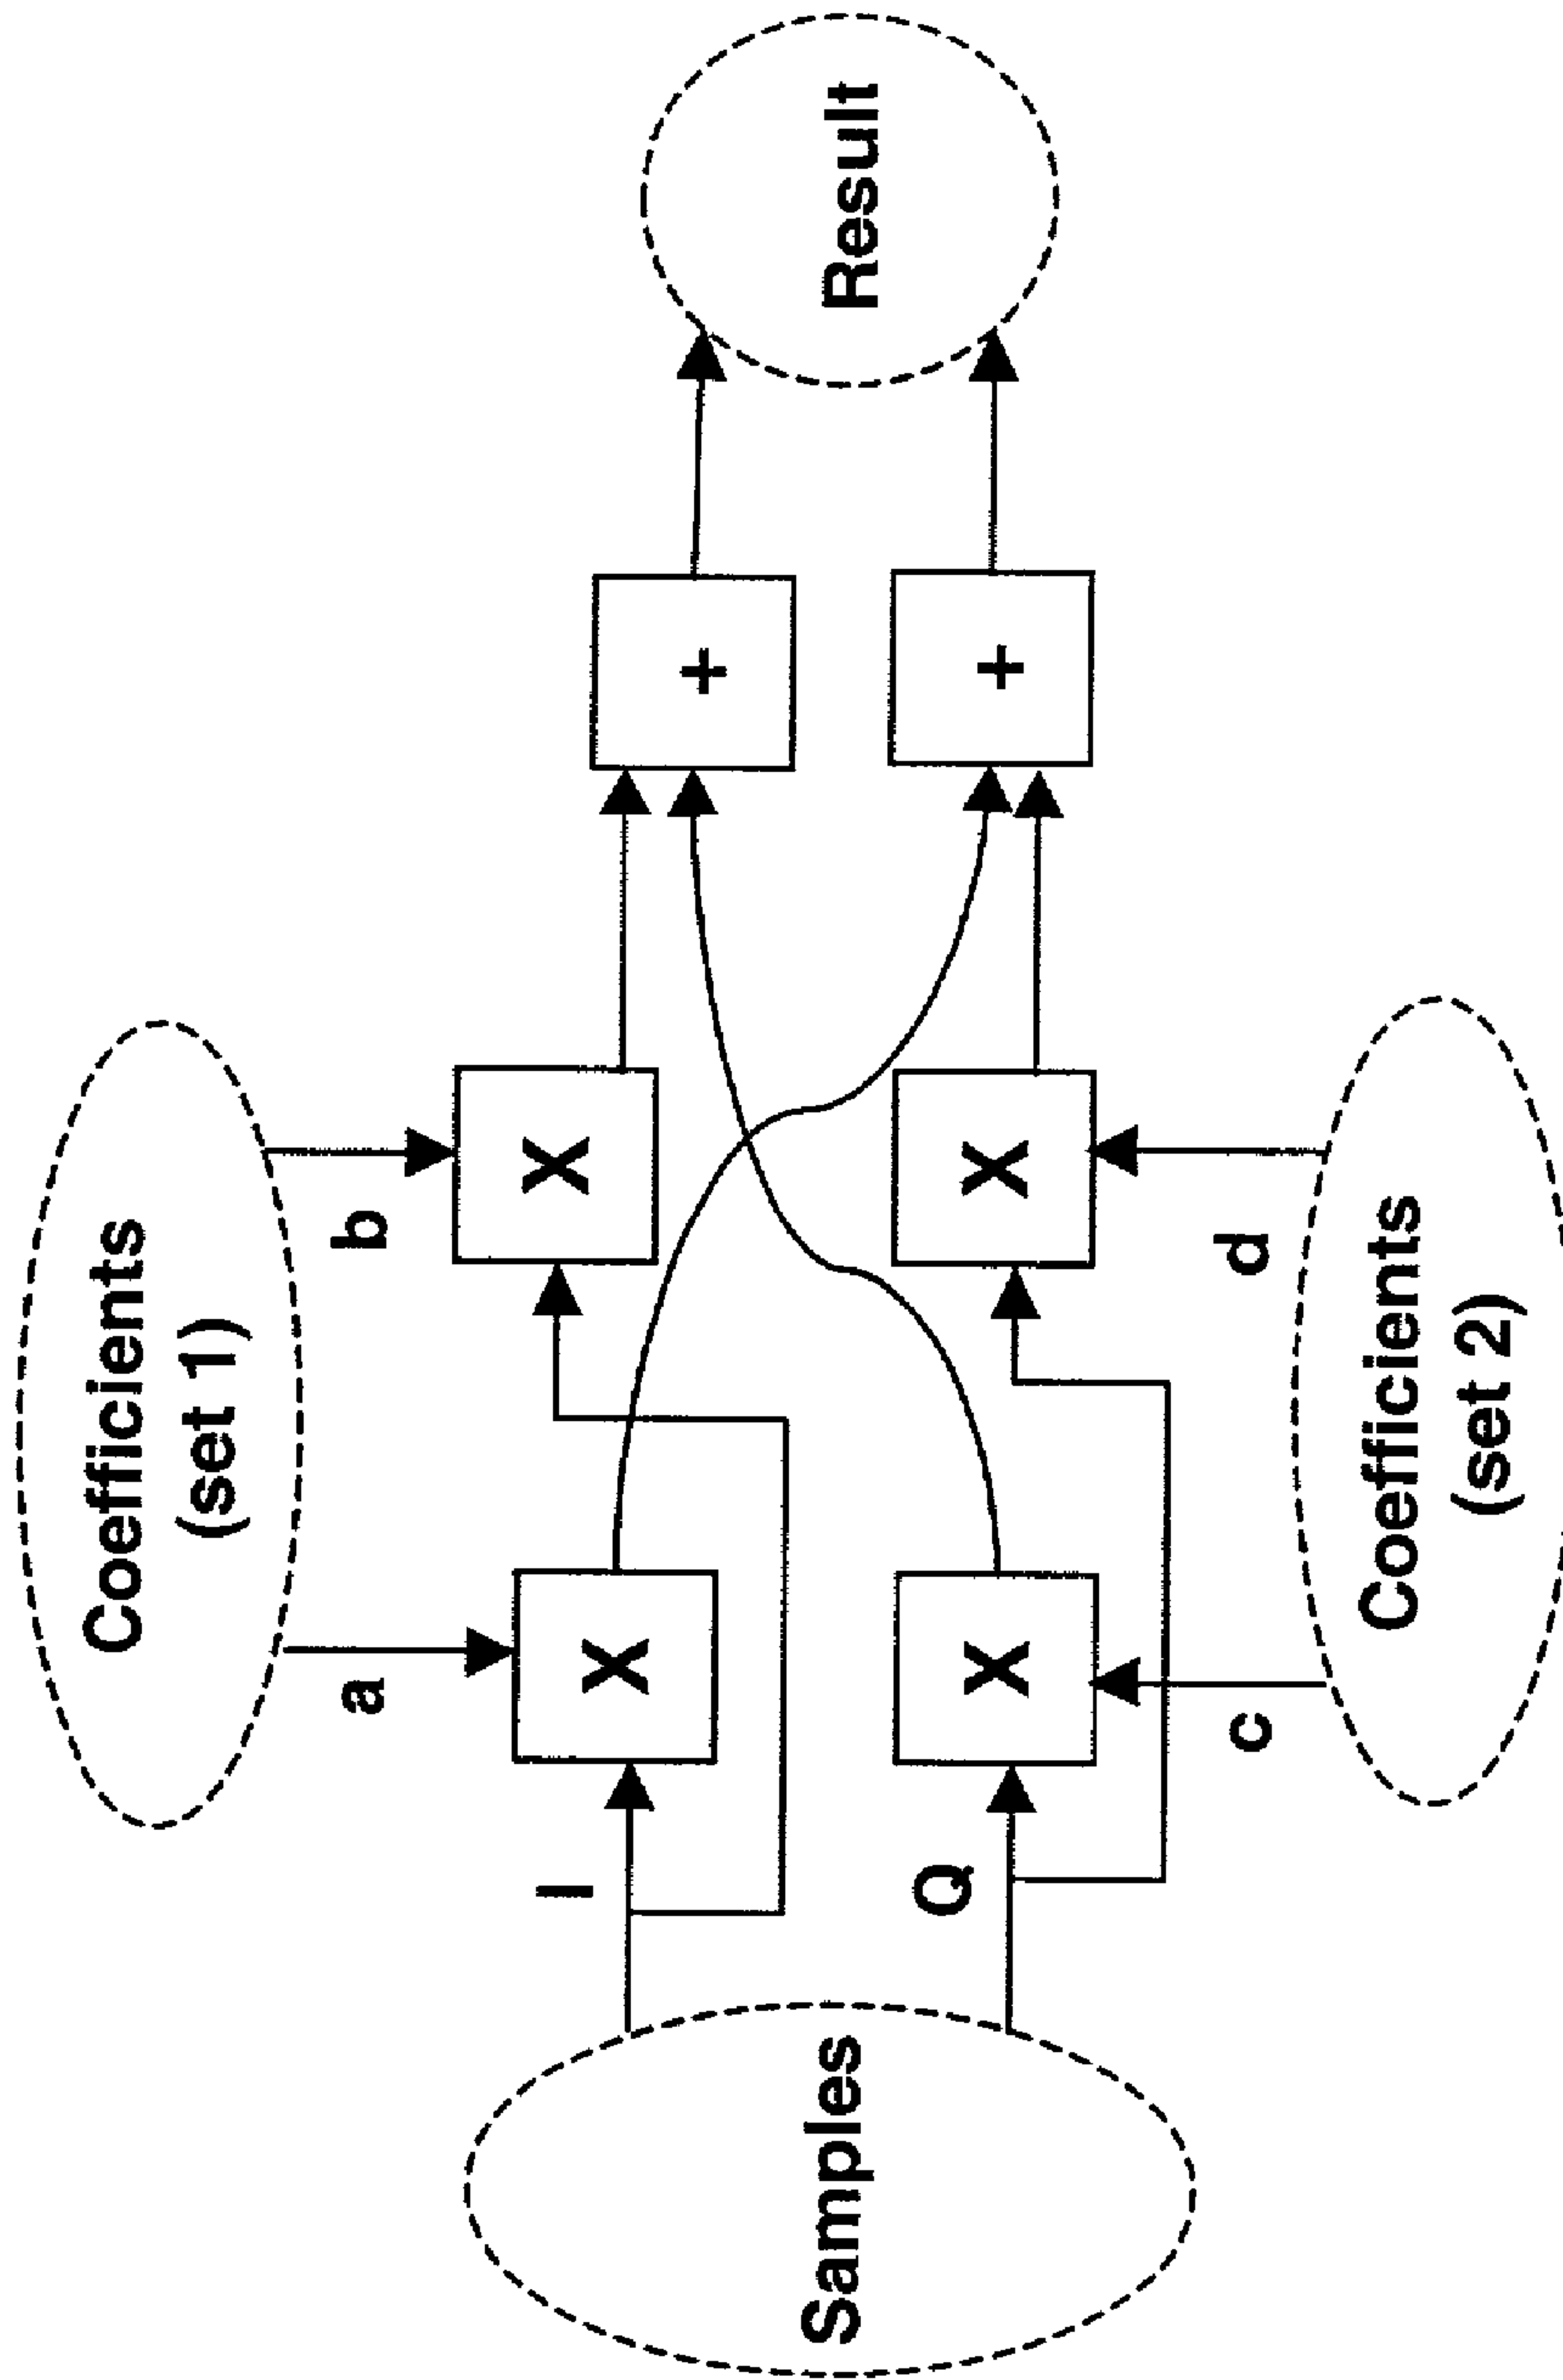 Coefficients
(set 1)
a
b
I
X
X
Samples
+
Result
Q
X
X
+
c
d
Coefficients
(set 2)